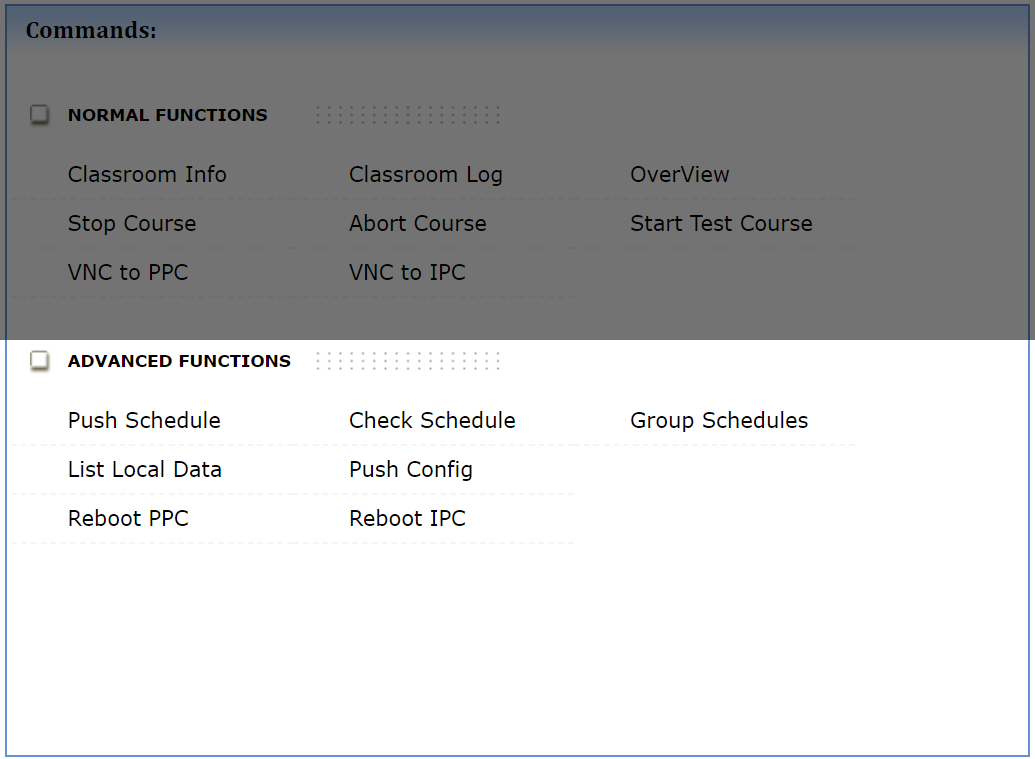 Commands:
NORMAL FUNCTIONS
Classroom Info Classroom Log OverView
Stop Course Abort Course Start Test Course
VNC to PPC VNC to IPC
ADVANCED FUNCTIONS
Push Schedule Check Schedule Group Schedules
List Local Data Push Config
Reboot PPC Reboot IPC